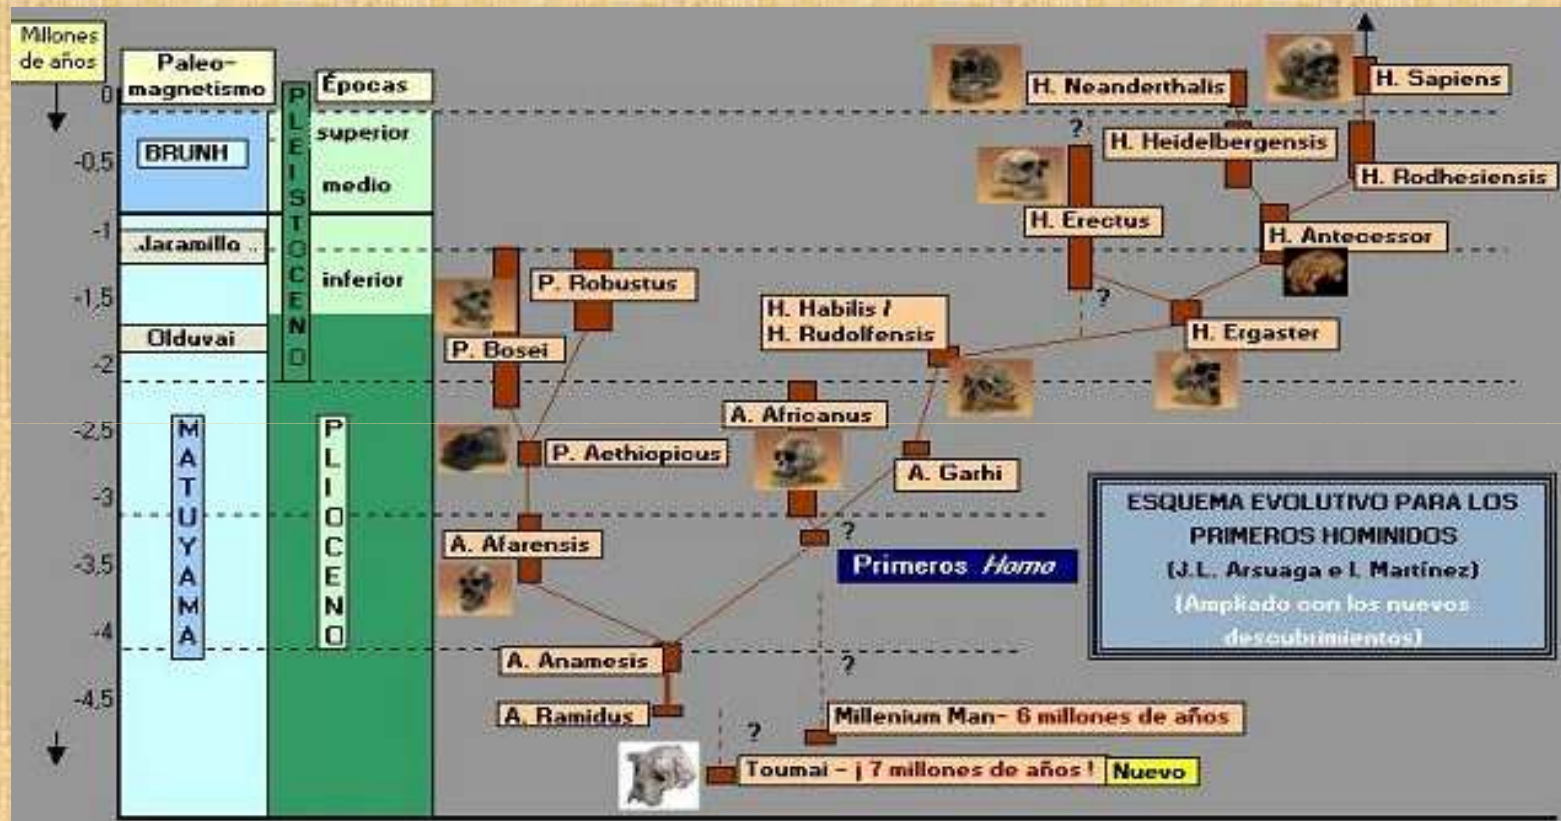 Millones
de años
Paleo-
magnetismo
Épocas
0
-0,5
-1
-1,5
-2
-2,5
-3
-3,5
-4
-4,5
BRUNH
Jaramillo ..
Olduvai
MATUYAMA
PLEISTOCENO
PLIOCENO
superior
medio
inferior
H. Neanderthalis
H. Sapiens
?
H. Heidelbergensis
H. Rodhesiensis
H. Erectus
H. Antecessor
?
P. Robustus
H. Habilis /
H. Rudolfensis
H. Ergaster
P. Bosei
A. Africanus
P. Aethiopicus
A. Garhi
A. Afarensis
?
Primeros Homo
ESQUEMA EVOLUTIVO PARA LOS
PRIMEROS HOMINIDOS
(J.L. Arsuaga e I. Martínez)
(Ampliado con los nuevos
descubrimientos)
A. Anamesis
?
A. Ramidus
Millenium Man- 6 millones de años
?
Toumai - ¡ 7 millones de años !
Nuevo